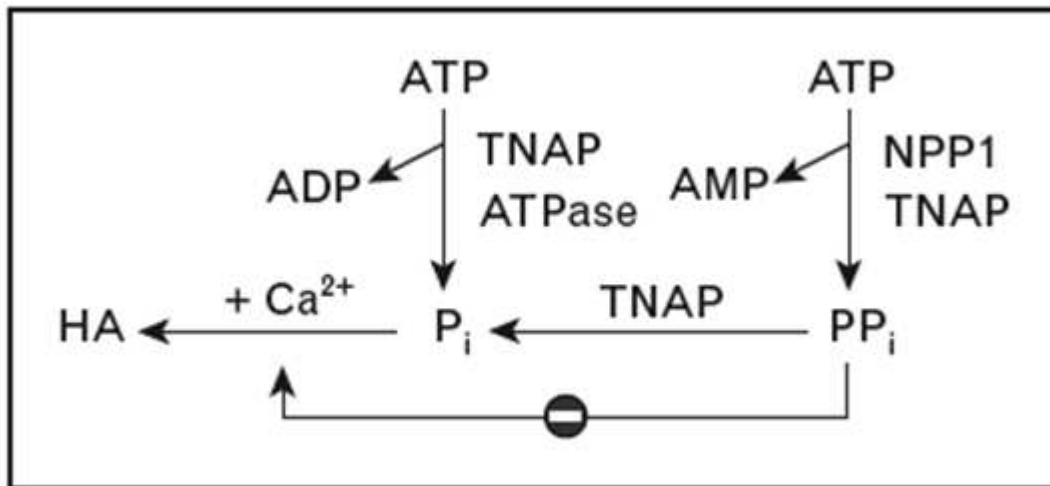 ATP ATP
TNAP NPP1
ADP AMP
ATPase TNAP
+ Ca²⁺ TNAP
HA Pᵢ PPᵢ